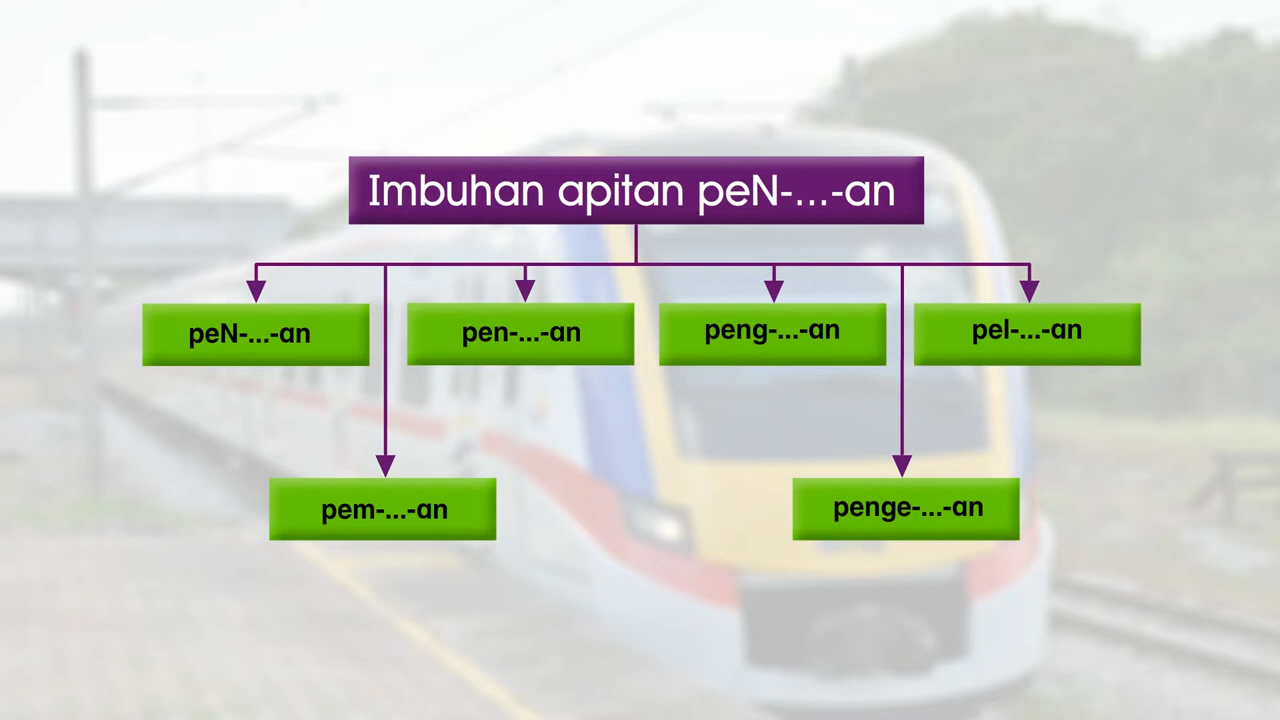 Imbuhan apitan peN-...-an
peN-...-an
pen-...-an
peng-...-an
pel-...-an
pem-...-an
penge-...-an